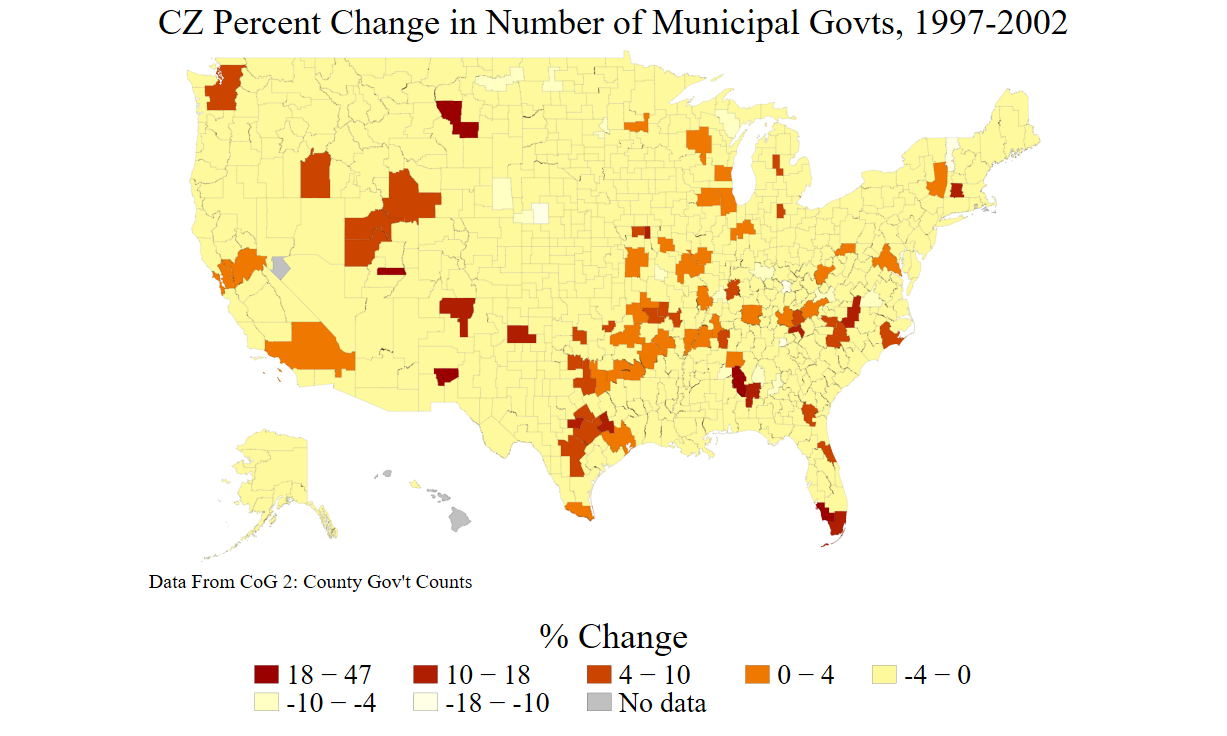 CZ Percent Change in Number of Municipal Govts, 1997-2002
Data From CoG 2: County Gov't Counts
% Change
18 − 47 10 − 18 4 − 10 0 − 4 -4 − 0
-10 − -4 -18 − -10 No data